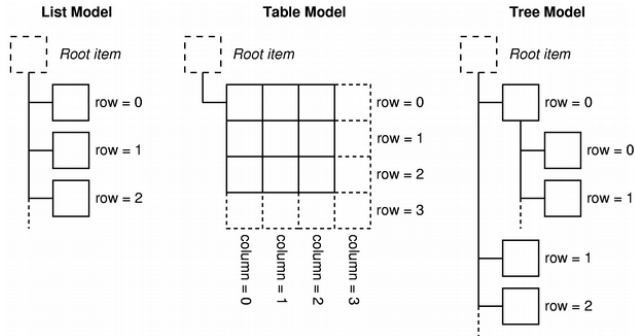 List Model
Root item
row = 0
row = 1
row = 2
Table Model
Root item
row = 0
row = 1
row = 2
row = 3
column = 0
column = 1
column = 2
column = 3
Tree Model
Root item
row = 0
row = 0
row = 1
row = 1
row = 2